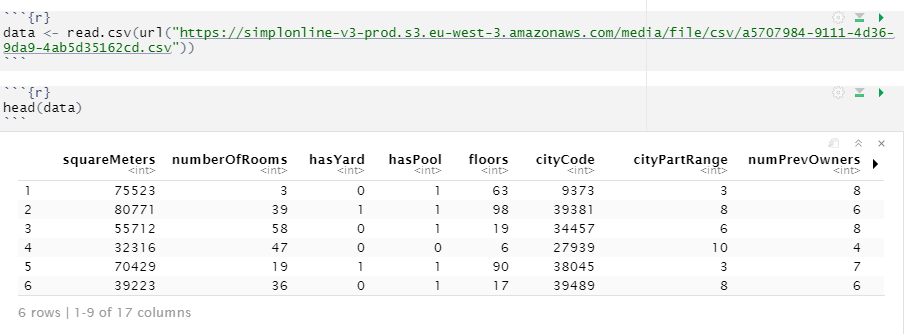 ```{r}
data <- read.csv(url("https://simplonline-v3-prod.s3.eu-west-3.amazonaws.com/media/file/csv/a5707984-9111-4d36-
9da9-4ab5d35162cd.csv"))
```
```{r}
head(data)
```
squareMeters numberOfRooms hasYard hasPool floors cityCode cityPartRange numPrevOwners
<int> <int> <int> <int> <int> <int> <int> <int>
1 75523 3 0 1 63 9373 3 8
2 80771 39 1 1 98 39381 8 6
3 55712 58 0 1 19 34457 6 8
4 32316 47 0 0 6 27939 10 4
5 70429 19 1 1 90 38045 3 7
6 39223 36 0 1 17 39489 8 6
6 rows | 1-9 of 17 columns